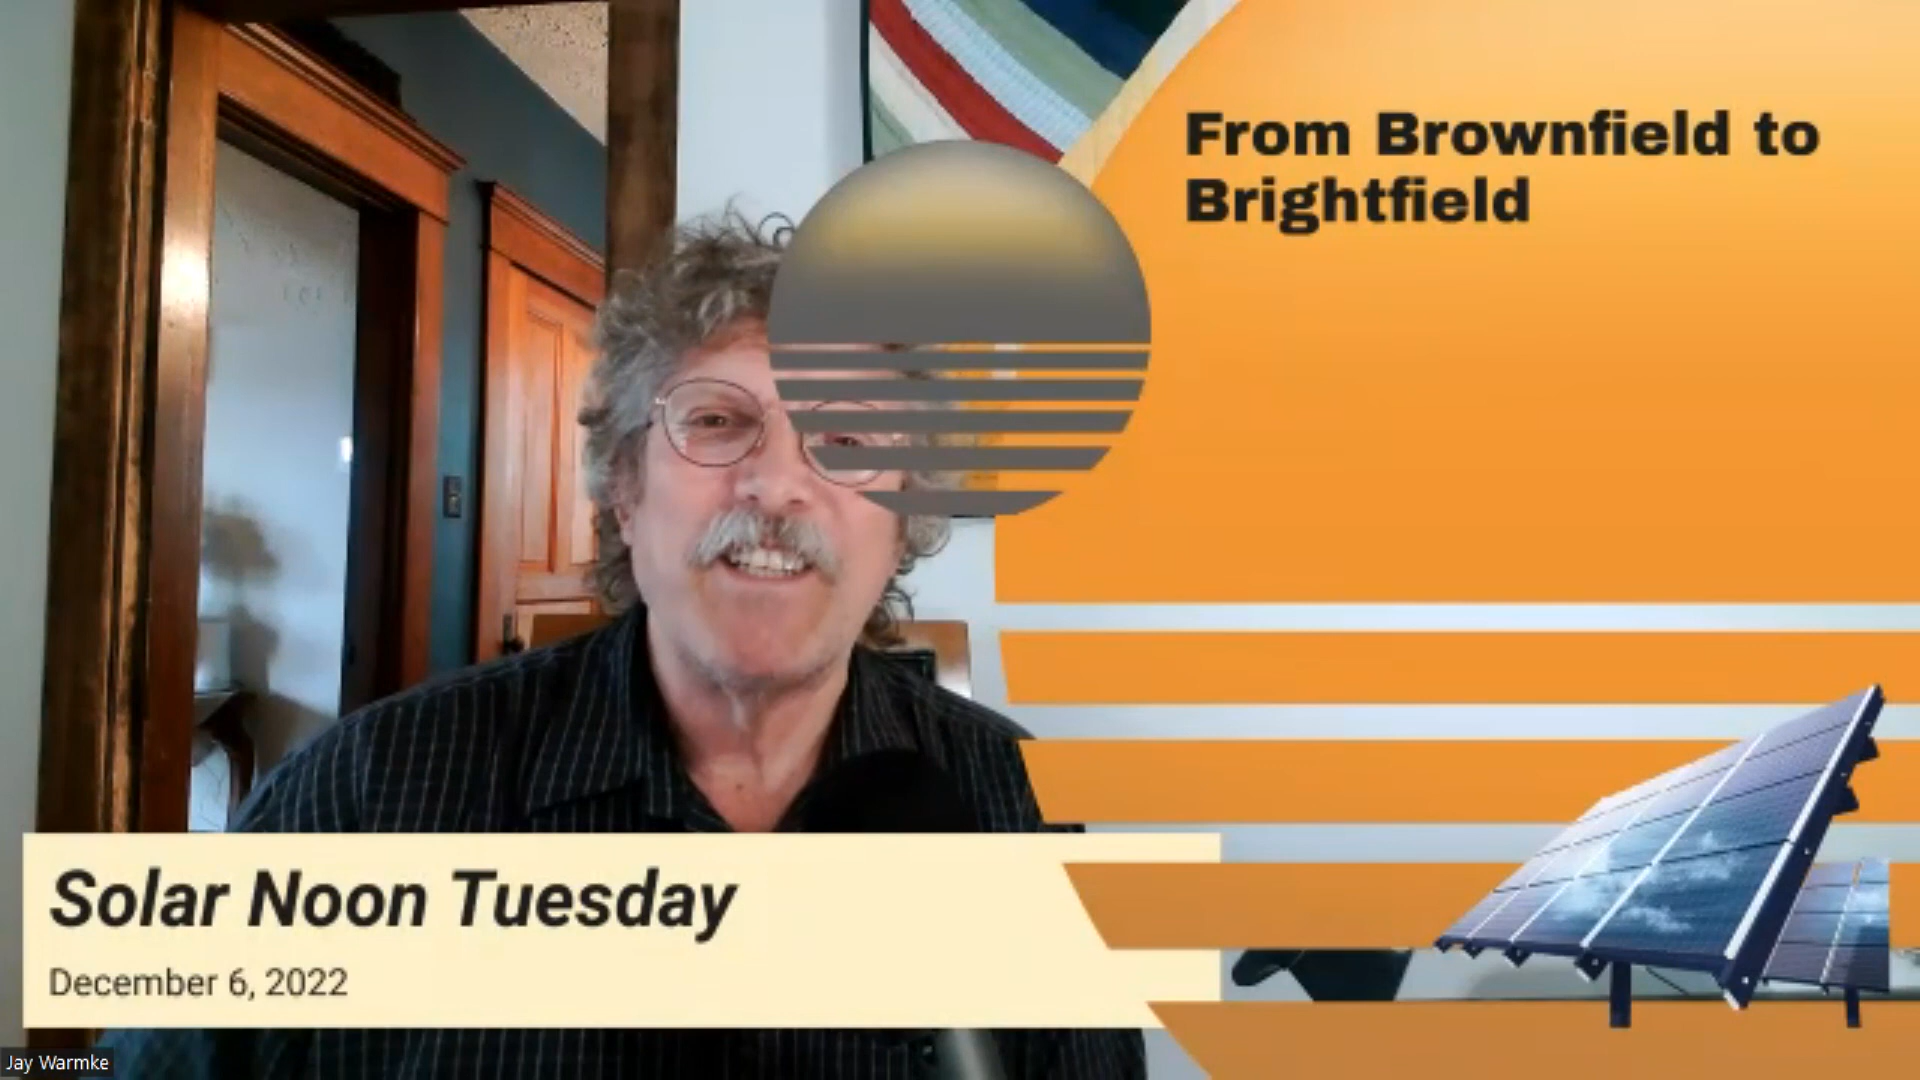 From Brownfield to
Brightfield
Solar Noon Tuesday
December 6, 2022
Jay Warmke